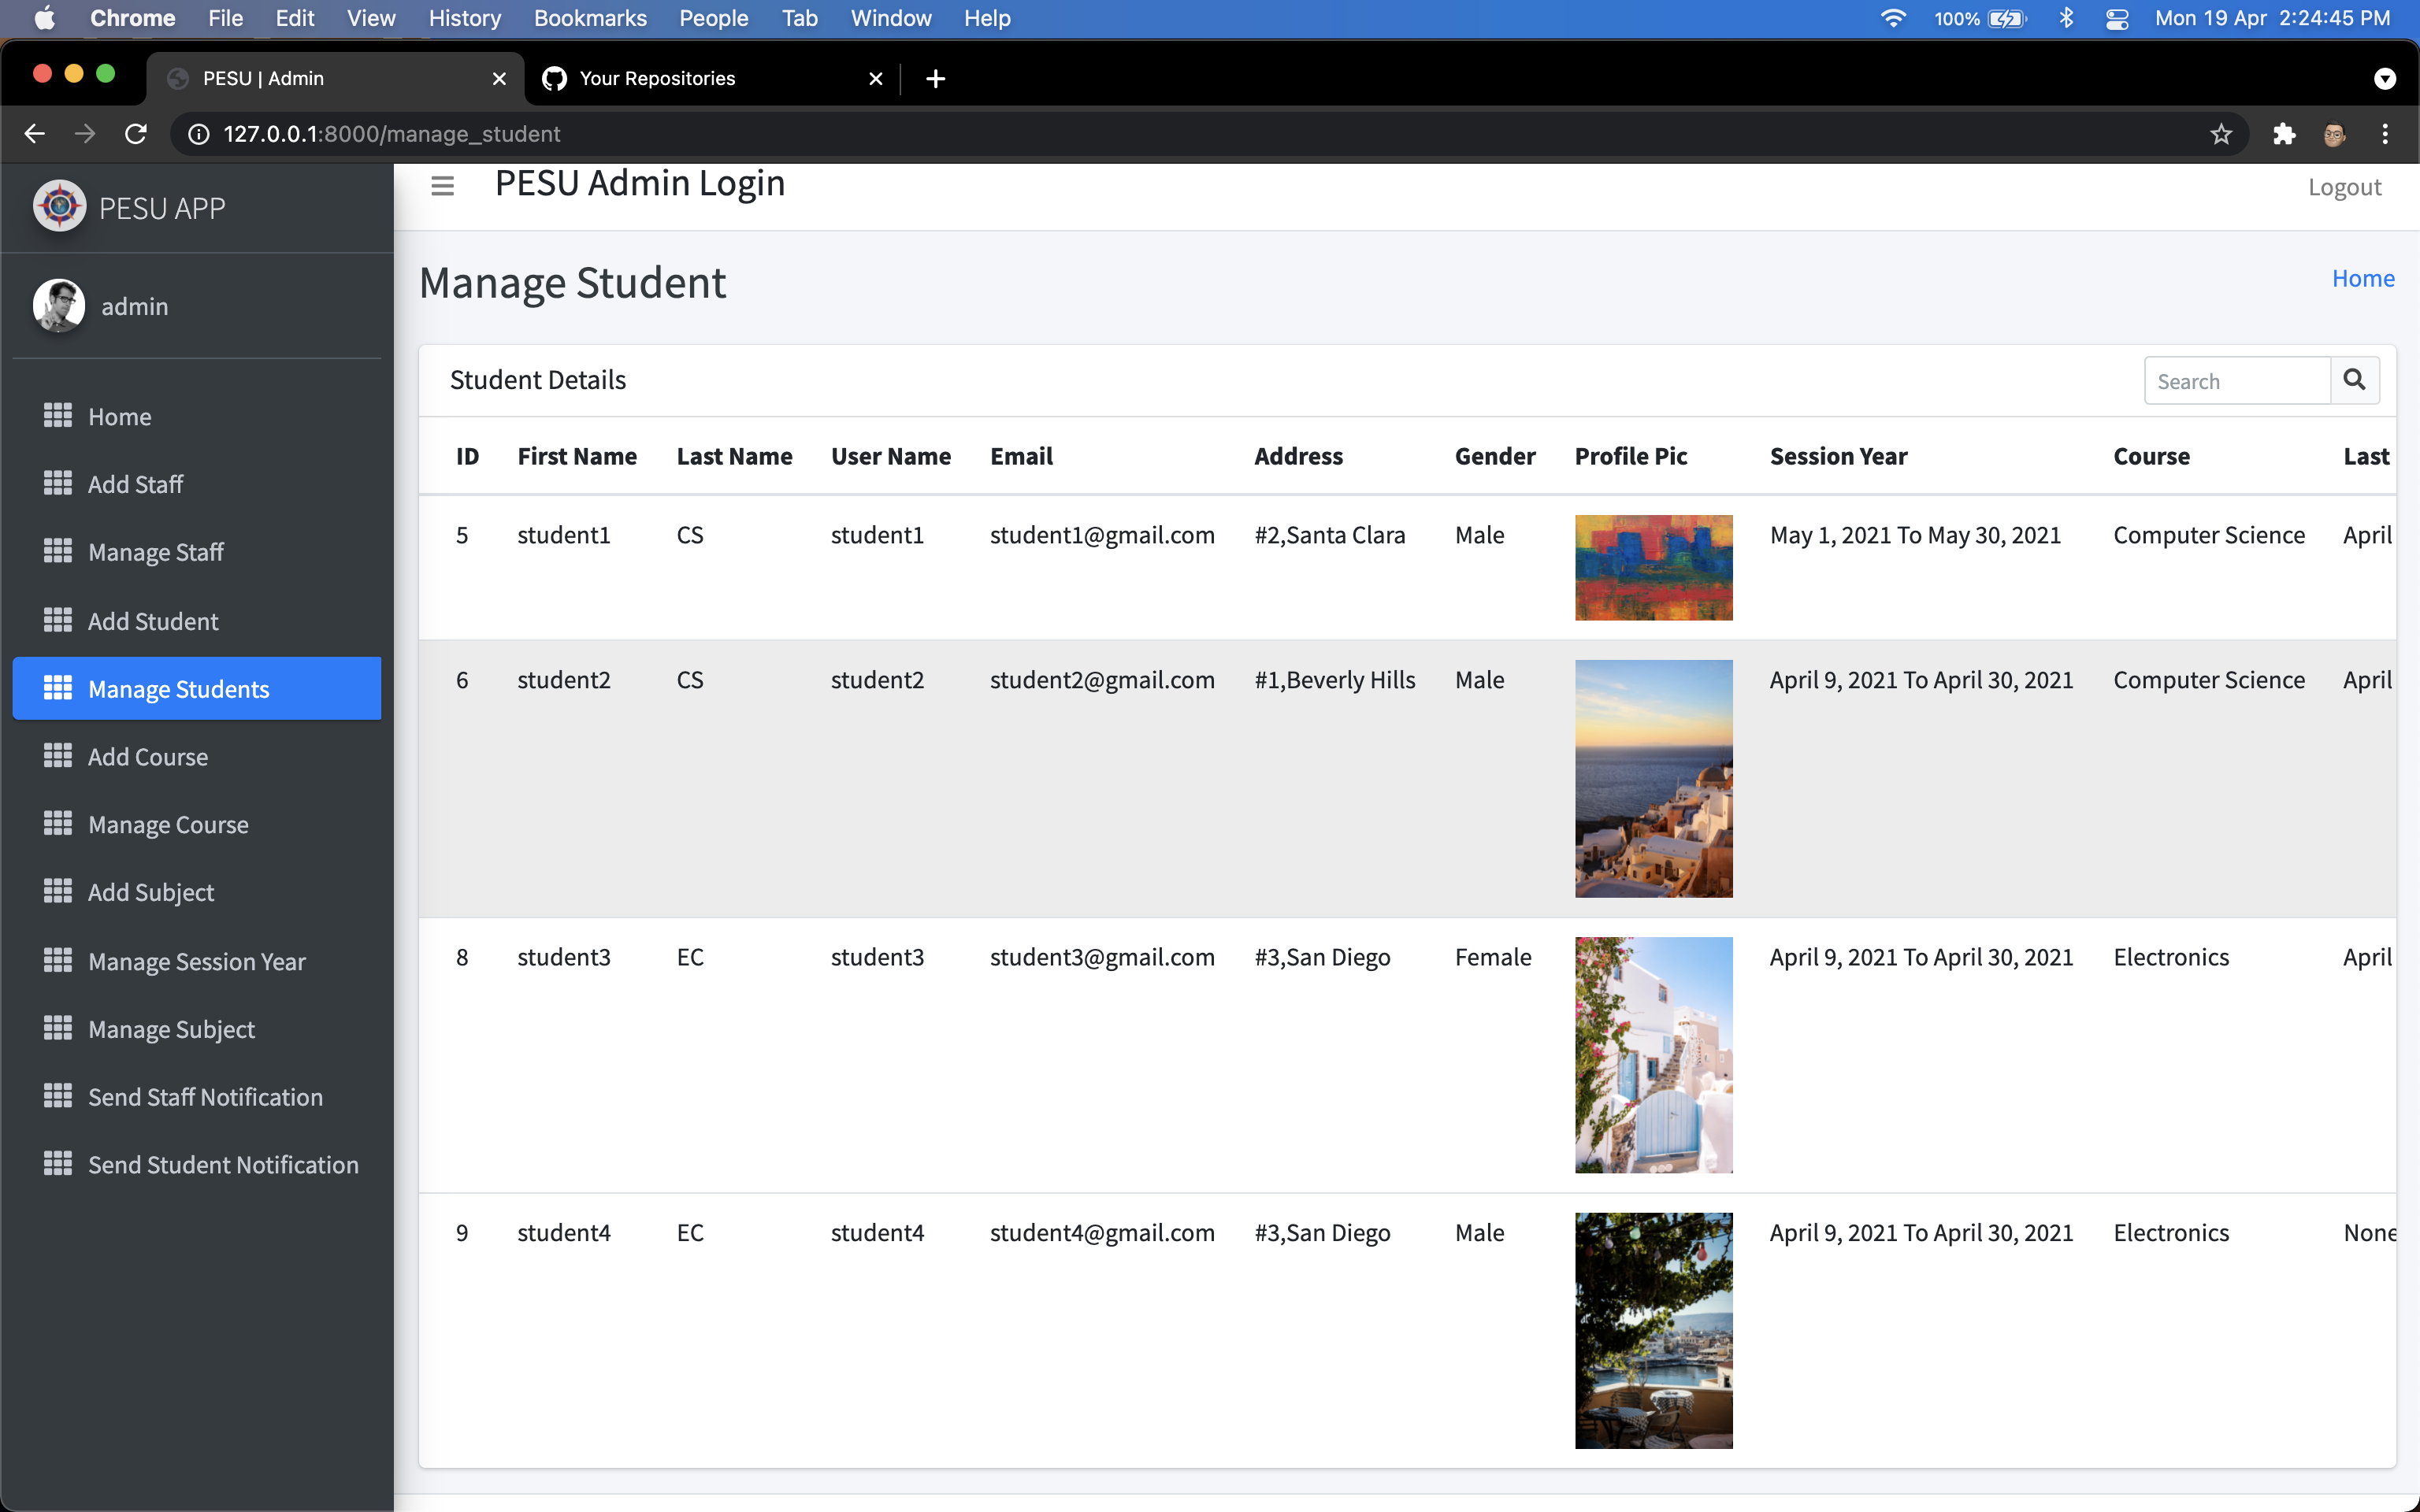 Chrome File Edit View History Bookmarks People Tab Window Help 100% Mon 19 Apr 2:24:45 PM
PESU | Admin Your Repositories
127.0.0.1:8000/manage_student
PESU APP
admin
Home
Add Staff
Manage Staff
Add Student
Manage Students
Add Course
Manage Course
Add Subject
Manage Session Year
Manage Subject
Send Staff Notification
Send Student Notification
PESU Admin Login Logout
Manage Student Home
Student Details Search
ID First Name Last Name User Name Email Address Gender Profile Pic Session Year Course Last
5 student1 CS student1 student1@gmail.com #2,Santa Clara Male May 1, 2021 To May 30, 2021 Computer Science April
6 student2 CS student2 student2@gmail.com #1,Beverly Hills Male April 9, 2021 To April 30, 2021 Computer Science April
8 student3 EC student3 student3@gmail.com #3,San Diego Female April 9, 2021 To April 30, 2021 Electronics April
9 student4 EC student4 student4@gmail.com #3,San Diego Male April 9, 2021 To April 30, 2021 Electronics None